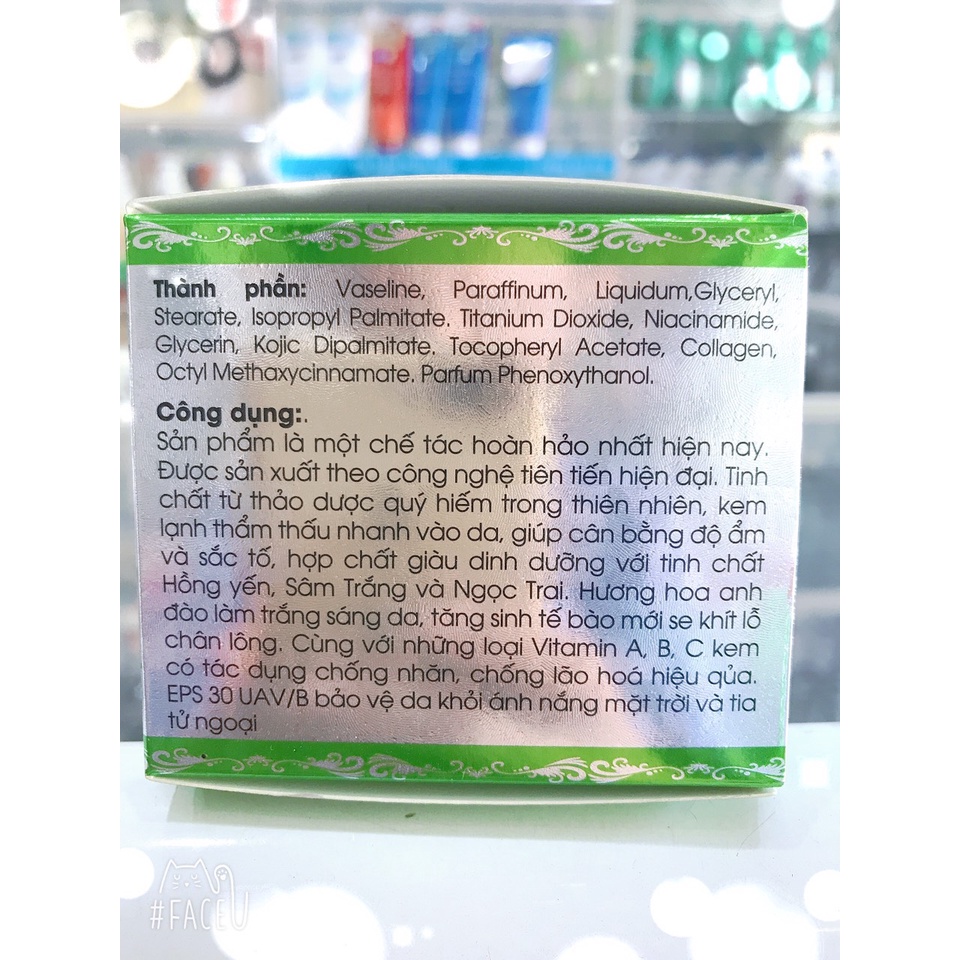 Thành phần: Vaseline, Paraffinum, Liquidum,Glyceryl,
Stearate, Isopropyl Palmitate. Titanium Dioxide, Niacinamide,
Glycerin, Kojic Dipalmitate. Tocopheryl Acetate, Collagen,
Octyl Methaxycinnamate. Parfum Phenoxythanol.
Công dụng:.
Sản phẩm là một chế tác hoàn hảo nhất hiện nay.
Được sản xuất theo công nghệ tiên tiến hiện đại. Tinh
chất từ thảo dược quý hiếm trong thiên nhiên, kem
lạnh thẩm thấu nhanh vào da, giúp cân bằng độ ẩm
và sắc tố, hợp chất giàu dinh dưỡng với tinh chất
Hồng yến, Sâm Trắng và Ngọc Trai. Hương hoa anh
đào làm trắng sáng da, tăng sinh tế bào mới se khít lỗ
chân lông. Cùng với những loại Vitamin A, B, C kem
có tác dụng chống nhăn, chống lão hoá hiệu qủa.
EPS 30 UAV/B bảo vệ da khỏi ánh nắng mặt trời và tia
tử ngoại
#FACEU